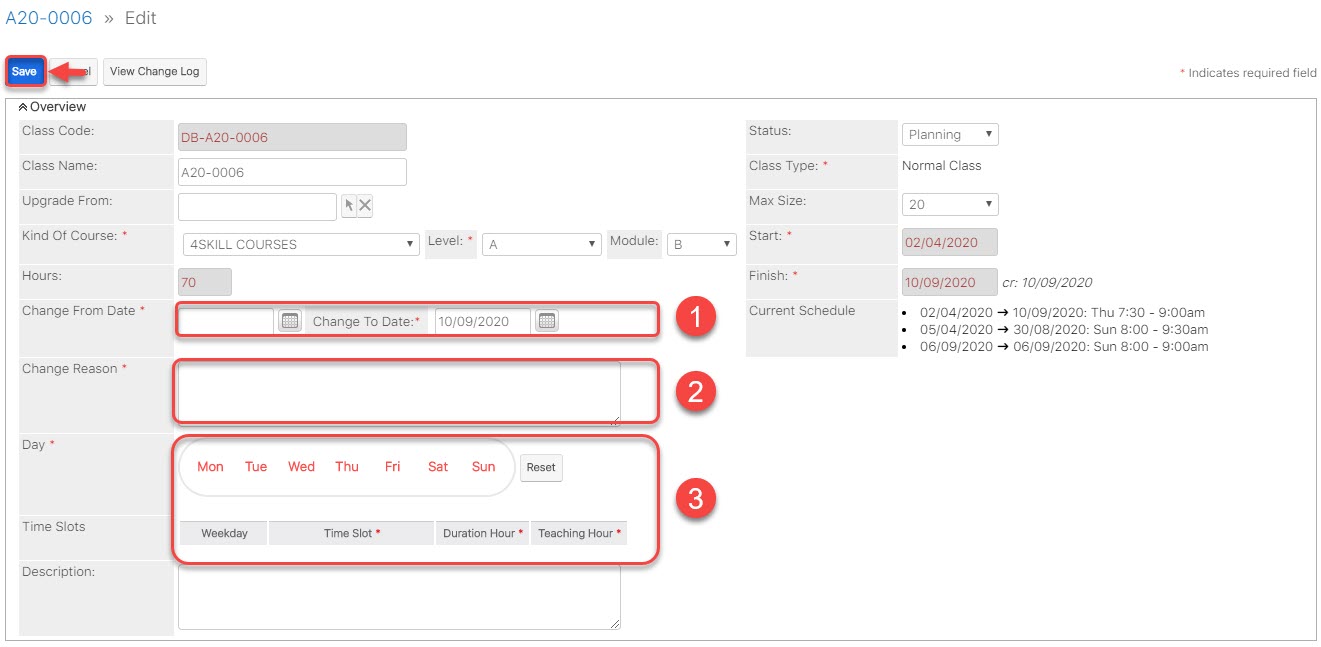 A20-0006 » Edit
Save
View Change Log
* Indicates required field
Overview
Class Code:
DB-A20-0006
Status:
Planning
Class Name:
A20-0006
Class Type: *
Normal Class
Upgrade From:
Max Size:
20
Kind Of Course: *
4SKILL COURSES
Level: *
A
Module:
B
Start: *
02/04/2020
Hours:
70
Finish: *
10/09/2020
cr: 10/09/2020
Change From Date *
Change To Date:*
10/09/2020
1
Current Schedule
02/04/2020 ➔ 10/09/2020: Thu 7:30 - 9:00am
05/04/2020 ➔ 30/08/2020: Sun 8:00 - 9:30am
06/09/2020 ➔ 06/09/2020: Sun 8:00 - 9:00am
Change Reason *
2
Day *
Mon Tue Wed Thu Fri Sat Sun
Reset
3
Time Slots
Weekday
Time Slot *
Duration Hour *
Teaching Hour *
Description: